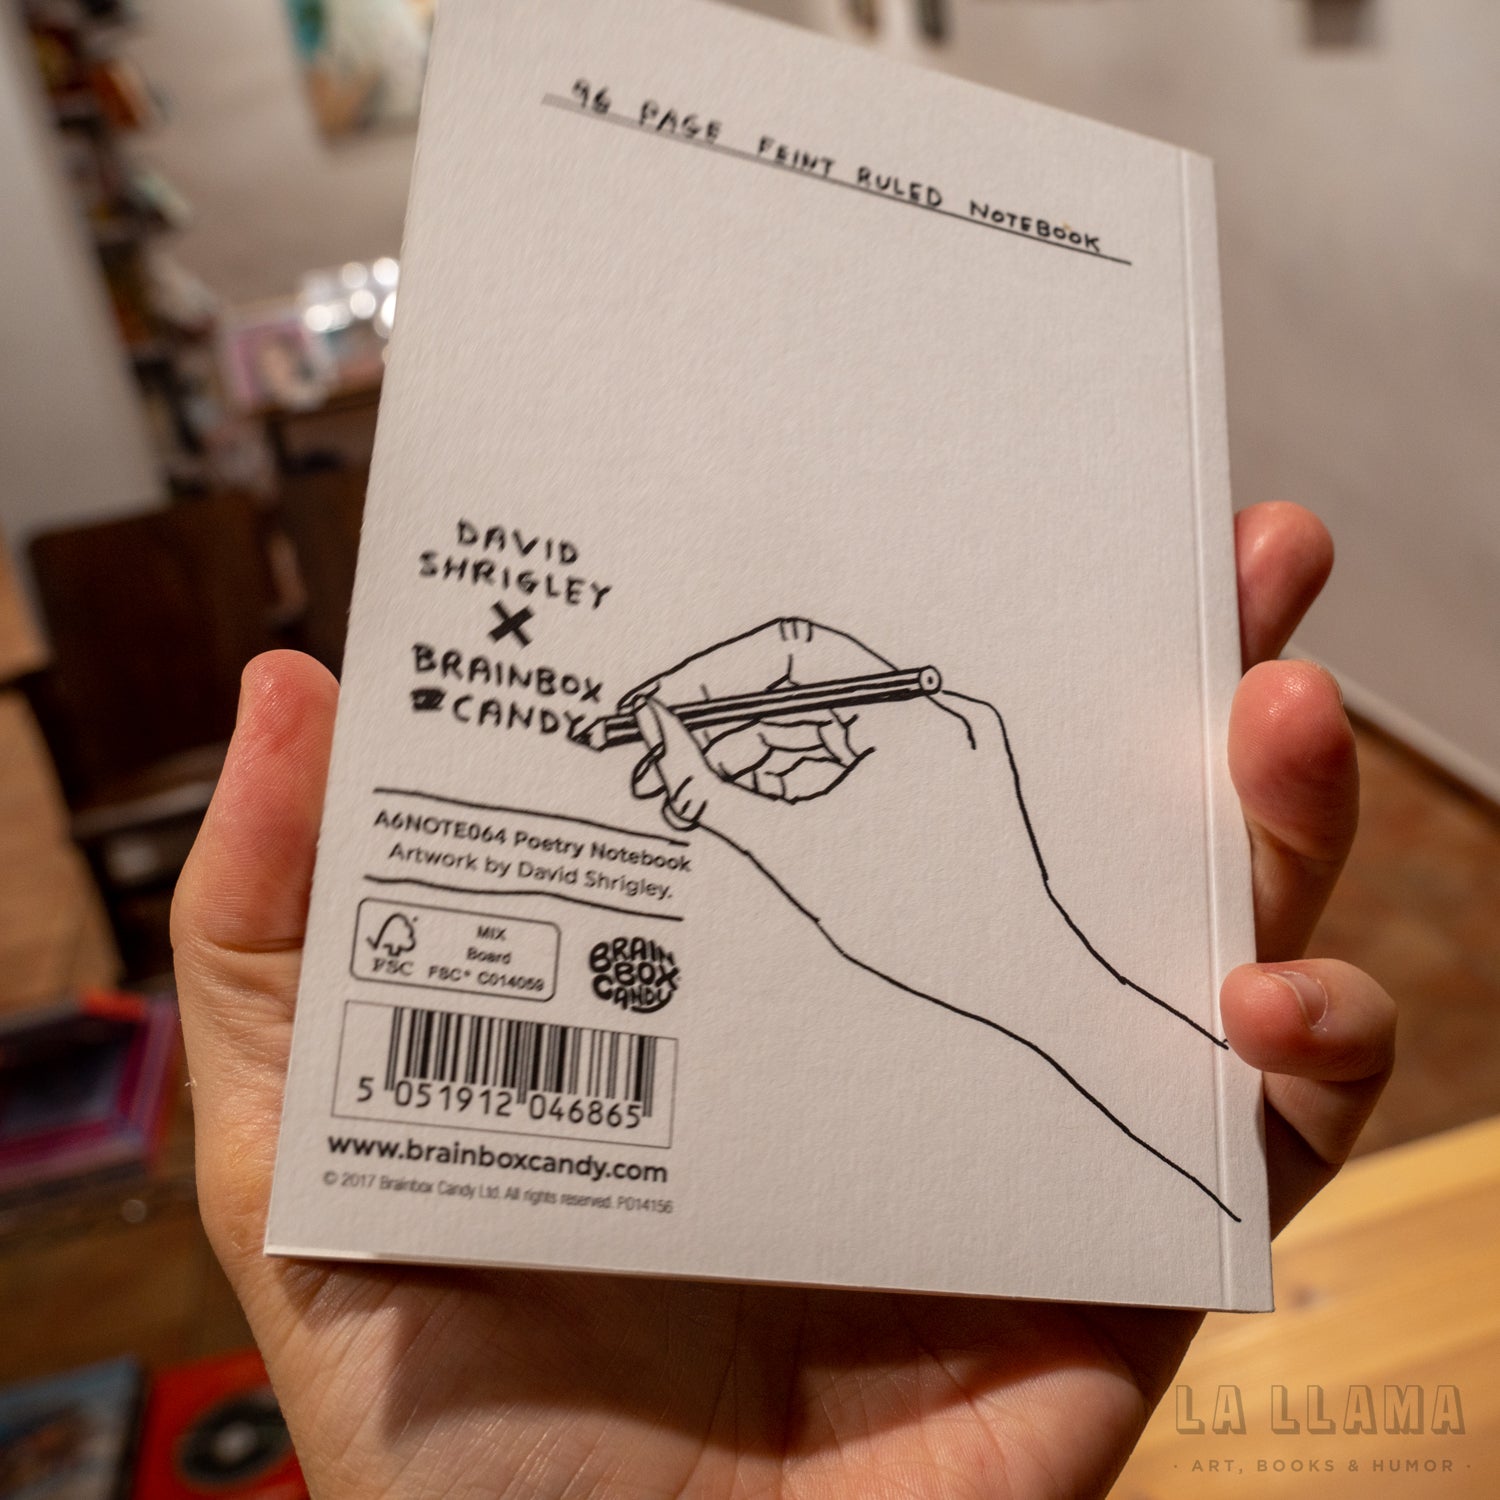 96 PAGE FEINT RULED NOTEBOOK
DAVID
SHRIGLEY
X
BRAINBOX
CANDY
A6NOTE064 Poetry Notebook
Artwork by David Shrigley.
MIX
Board
FSC® C014059
FSC
BRAIN
BOX
CANDY
5 051912 046865
www.brainboxcandy.com
© 2017 Brainbox Candy Ltd. All rights reserved. PO14156
LA LLAMA
· ART, BOOKS & HUMOR ·